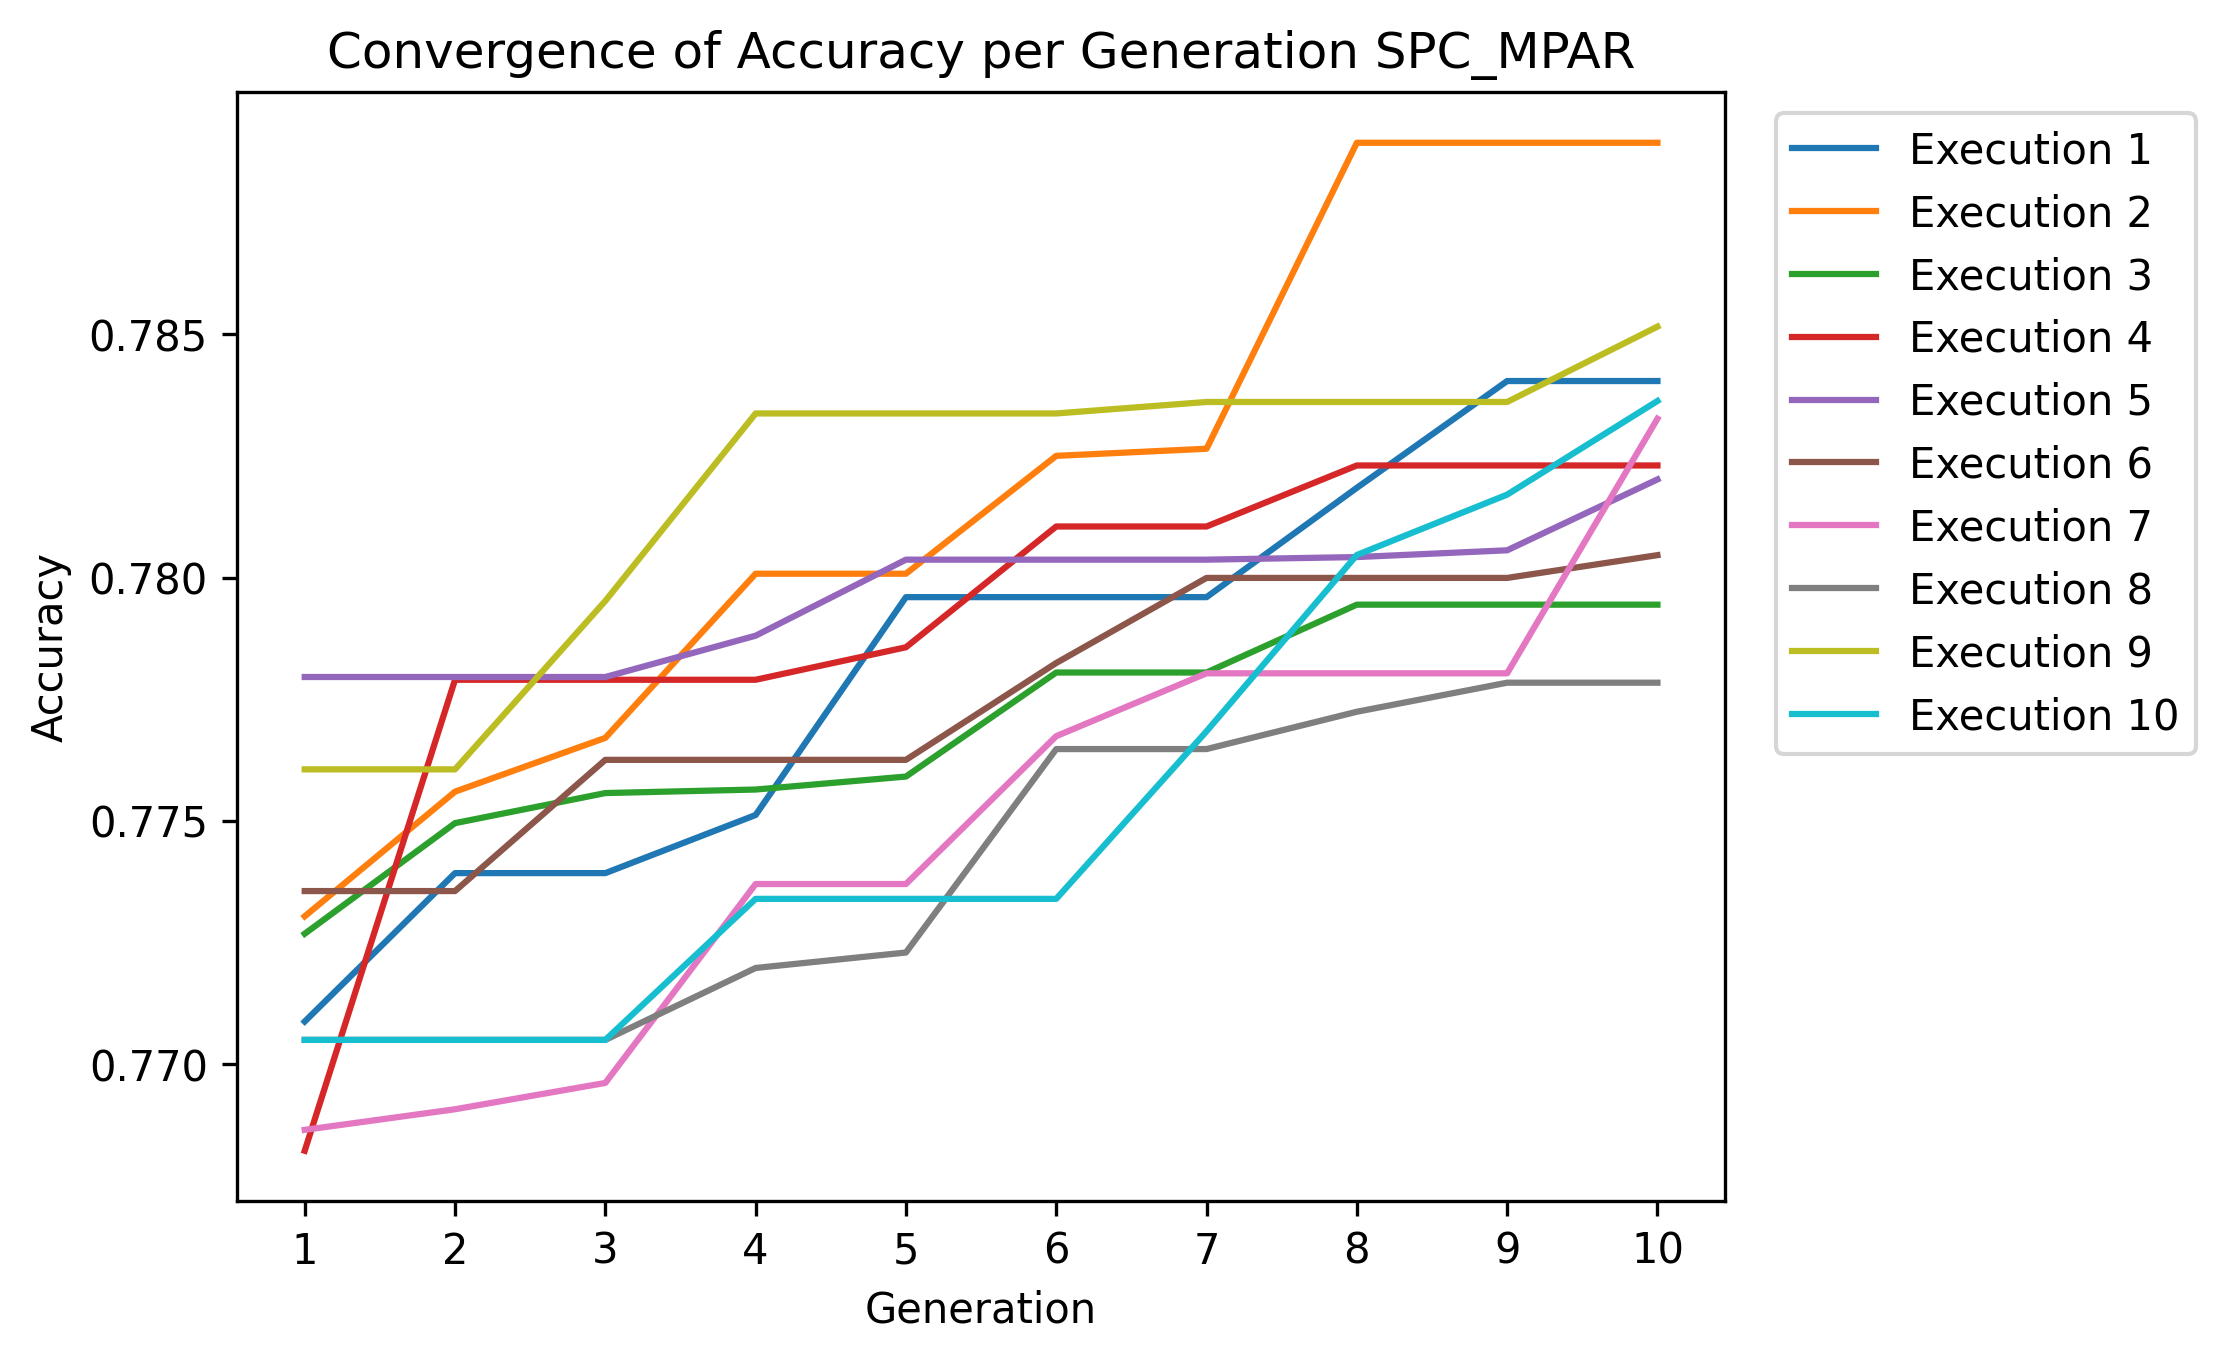 Convergence of Accuracy per Generation SPC_MPAR
Execution 1
Execution 2
Execution 3
Execution 4
Execution 5
Execution 6
Execution 7
Execution 8
Execution 9
Execution 10
0.785
0.780
0.775
0.770
Accuracy
1 2 3 4 5 6 7 8 9 10
Generation